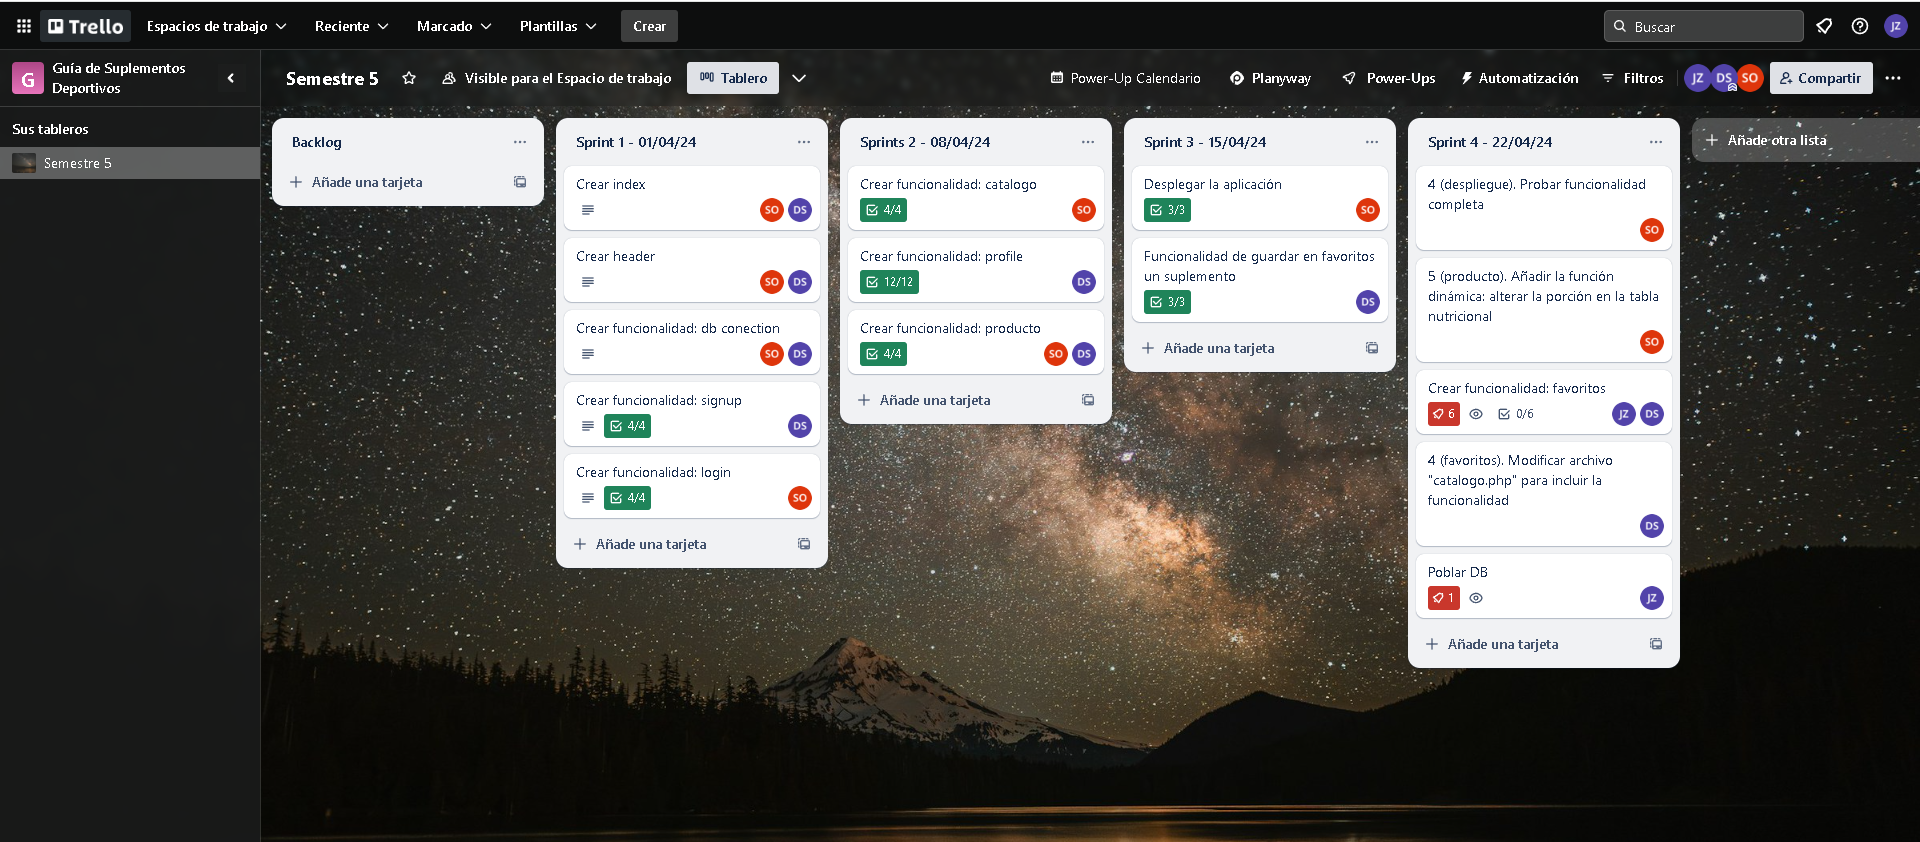 Trello
Espacios de trabajo
Reciente
Marcado
Plantillas
Crear
Buscar
JZ
G
Guía de Suplementos
Deportivos
Semestre 5
Visible para el Espacio de trabajo
Tablero
Power-Up Calendario
Planyway
Power-Ups
Automatización
Filtros
JZ
DS
SO
Compartir
Sus tableros
Semestre 5
Backlog
Añade una tarjeta
Sprint 1 - 01/04/24
Crear index
SO DS
Crear header
SO DS
Crear funcionalidad: db conection
SO DS
Crear funcionalidad: signup
4/4 DS
Crear funcionalidad: login
4/4 SO
Añade una tarjeta
Sprints 2 - 08/04/24
Crear funcionalidad: catalogo
4/4 SO
Crear funcionalidad: profile
12/12 DS
Crear funcionalidad: producto
4/4 SO DS
Añade una tarjeta
Sprint 3 - 15/04/24
Desplegar la aplicación
3/3 SO
Funcionalidad de guardar en favoritos
un suplemento
3/3 DS
Añade una tarjeta
Sprint 4 - 22/04/24
4 (despliegue). Probar funcionalidad
completa
SO
5 (producto). Añadir la función
dinámica: alterar la porción en la tabla
nutricional
SO
Crear funcionalidad: favoritos
6 0/6 JZ DS
4 (favoritos). Modificar archivo
"catalogo.php" para incluir la
funcionalidad
DS
Poblar DB
1 JZ
Añade una tarjeta
Añade otra lista